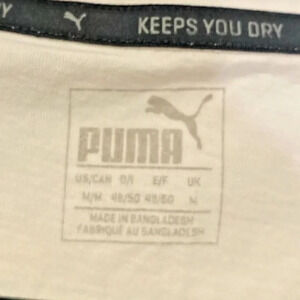 KEEPS YOU DRY
PUMA
US/CAN D/I E/F UK
M/M 48/50 48/50 M
MADE IN BANGLADESH
FABRIQUÉ AU BANGLADESH